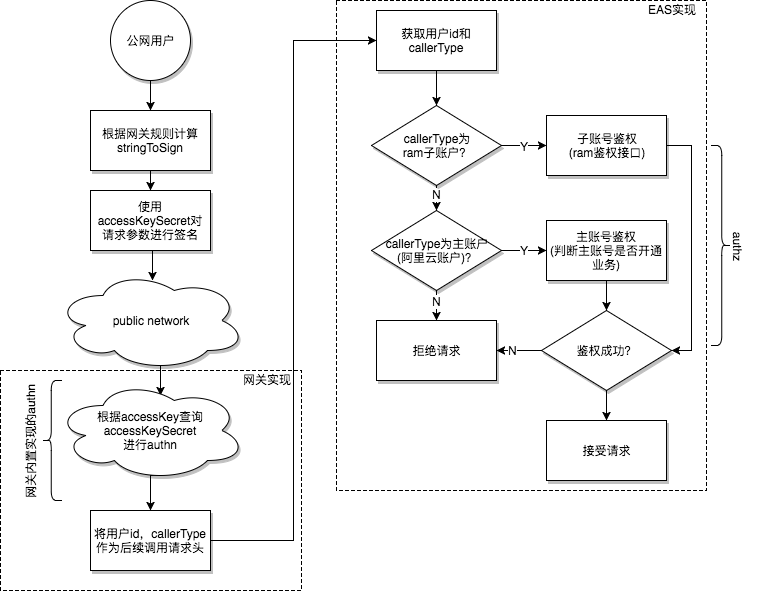 公网用户
根据网关规则计算
stringToSign
使用
accessKeySecret对
请求参数进行签名
public network
网关实现
网关内置实现的authn
根据accessKey查询
accessKeySecret
进行authn
将用户id，callerType
作为后续调用请求头
EAS实现
获取用户id和
callerType
callerType为
ram子账户？
Y
子账号鉴权
(ram鉴权接口)
N
callerType为主账户
(阿里云账户)？
Y
主账号鉴权
(判断主账号是否开通
业务)
authz
N
拒绝请求
N
鉴权成功？
接受请求